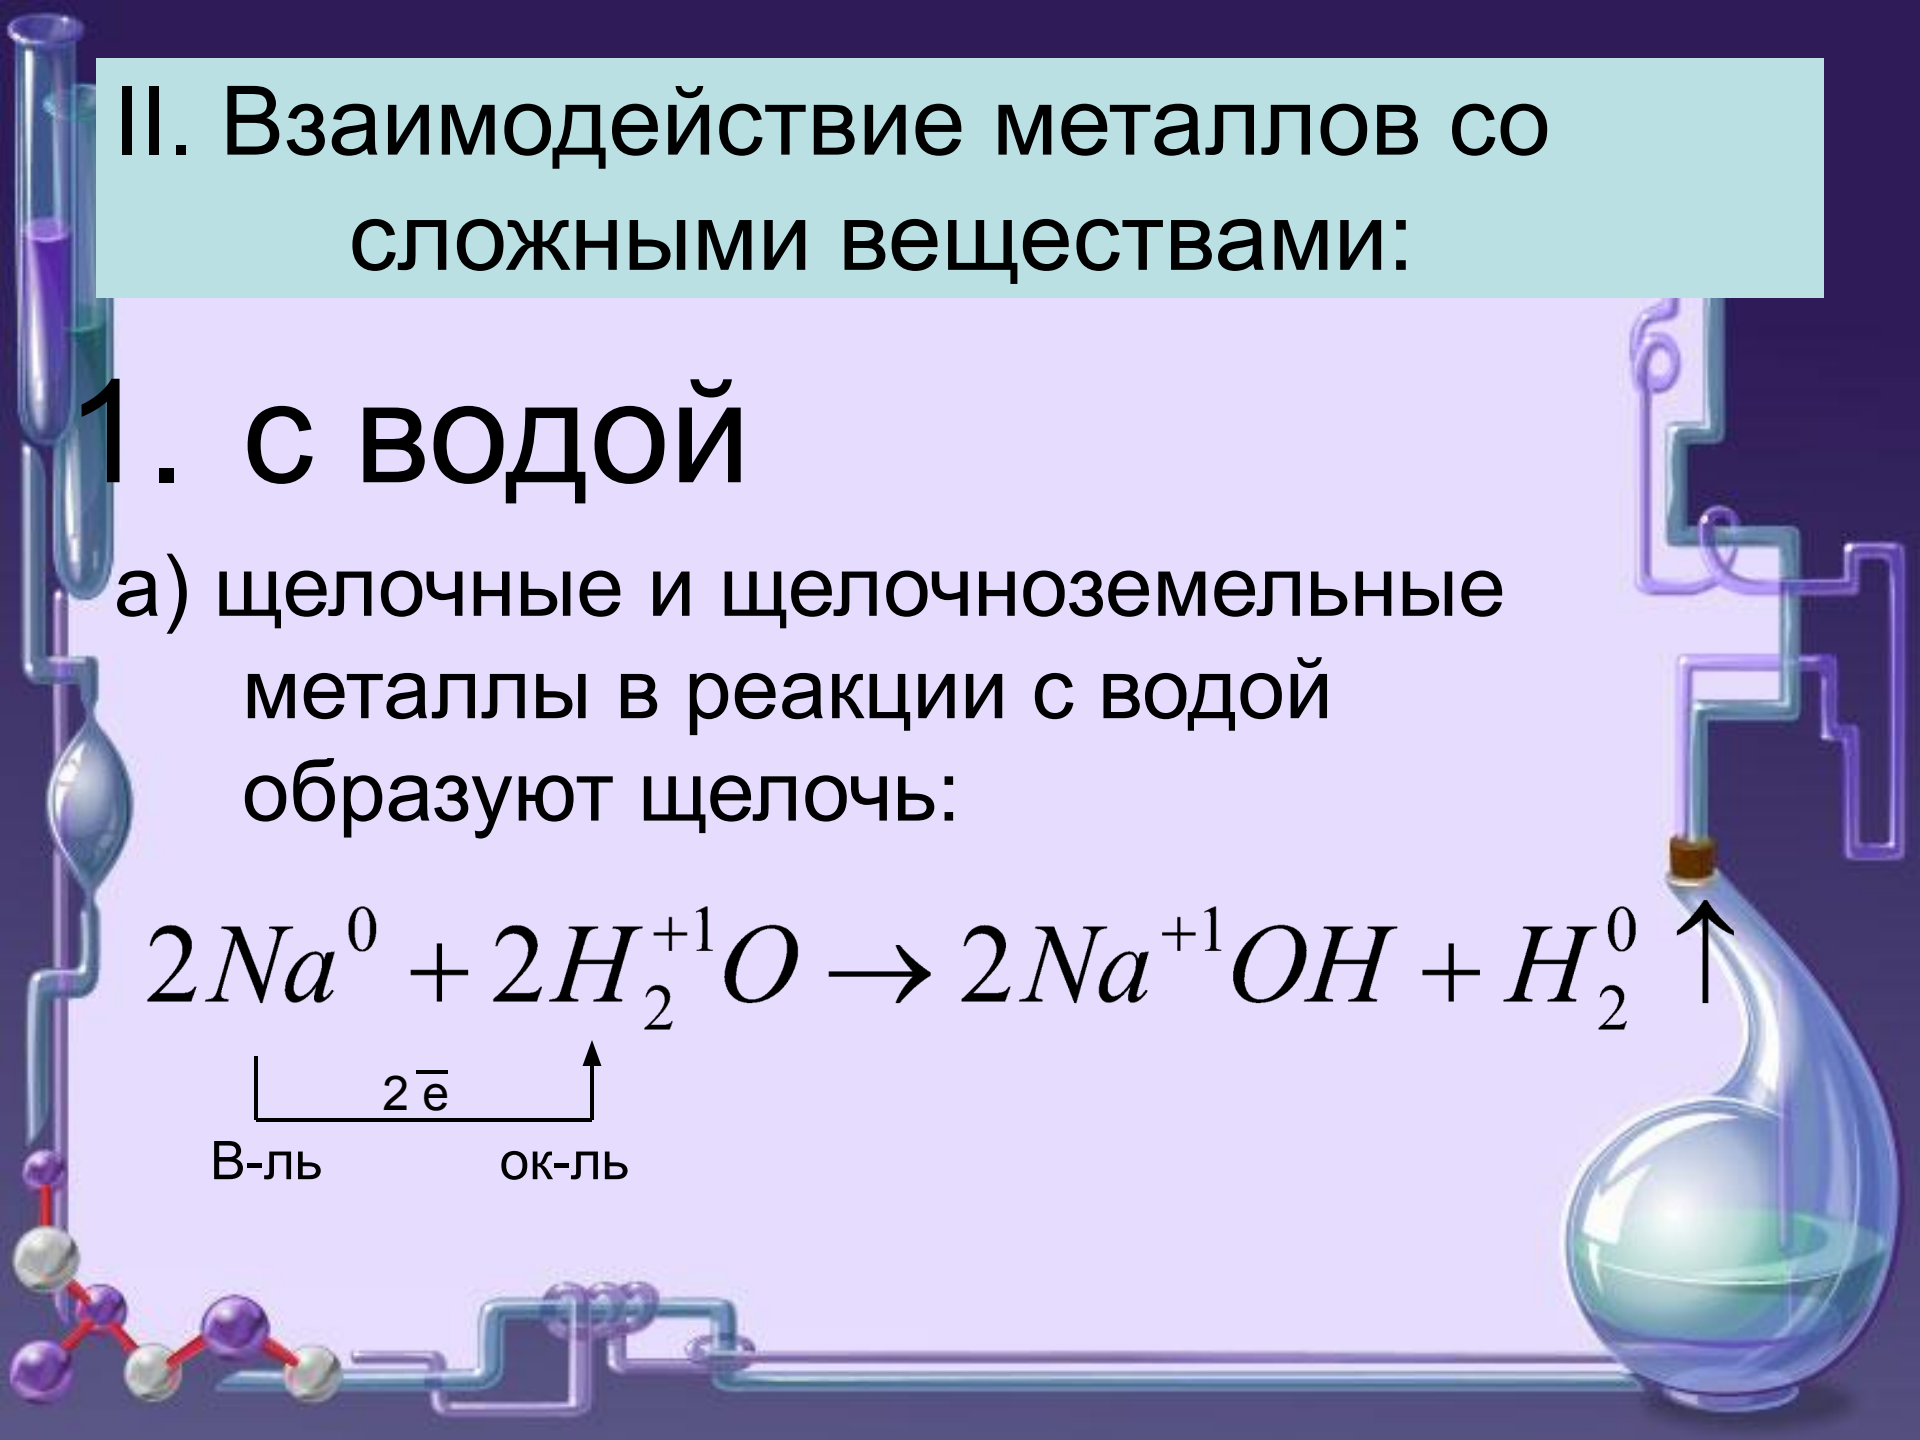 II. Взаимодействие металлов со
сложными веществами:
1. с водой
а) щелочные и щелочноземельные
металлы в реакции с водой
образуют щелочь:
2Na⁰ + 2H₂⁺¹O → 2Na⁺¹OH + H₂⁰ ↑
2 e̅
В-ль ок-ль